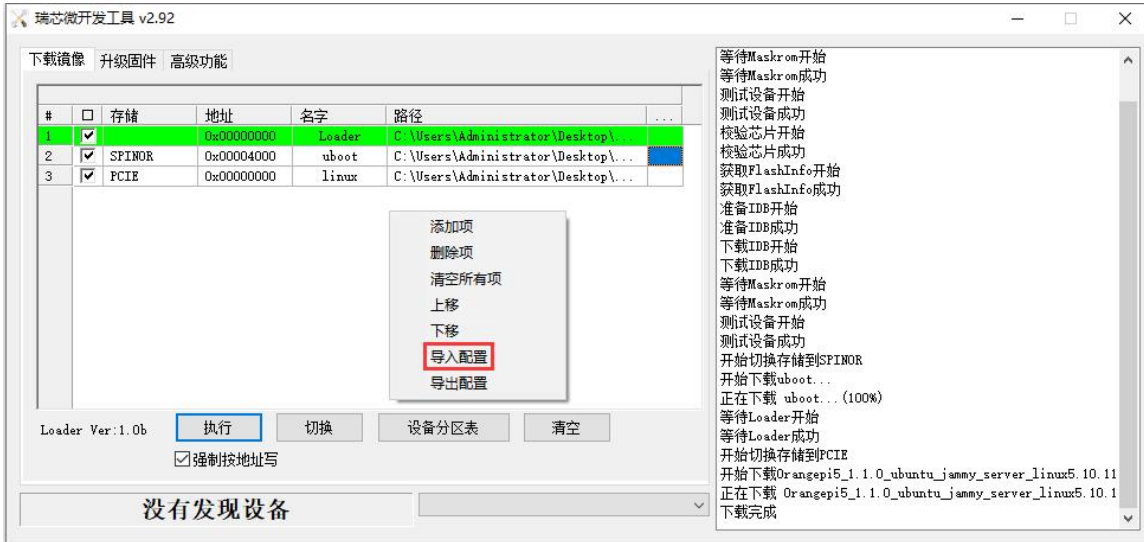 瑞芯微开发工具 v2.92
下载镜像 升级固件 高级功能
# 存储 地址 名字 路径 ...
1 0x00000000 Loader C:\Users\Administrator\Desktop\...
2 SPINOR 0x00004000 uboot C:\Users\Administrator\Desktop\...
3 PCIE 0x00000000 linux C:\Users\Administrator\Desktop\...
添加项
删除项
清空所有项
上移
下移
导入配置
导出配置
Loader Ver:1.0b 执行 切换 设备分区表 清空
强制按地址写
没有发现设备
等待Maskrom开始
等待Maskrom成功
测试设备开始
测试设备成功
校验芯片开始
校验芯片成功
获取FlashInfo开始
获取FlashInfo成功
准备IDB开始
准备IDB成功
下载IDB开始
下载IDB成功
等待Maskrom开始
等待Maskrom成功
测试设备开始
测试设备成功
开始切换存储到SPINOR
开始下载uboot...
正在下载 uboot...(100%)
等待Loader开始
等待Loader成功
开始切换存储到PCIE
开始下载Orangepi5_1.1.0_ubuntu_jammy_server_linux5.10.11
正在下载 Orangepi5_1.1.0_ubuntu_jammy_server_linux5.10.1
下载完成